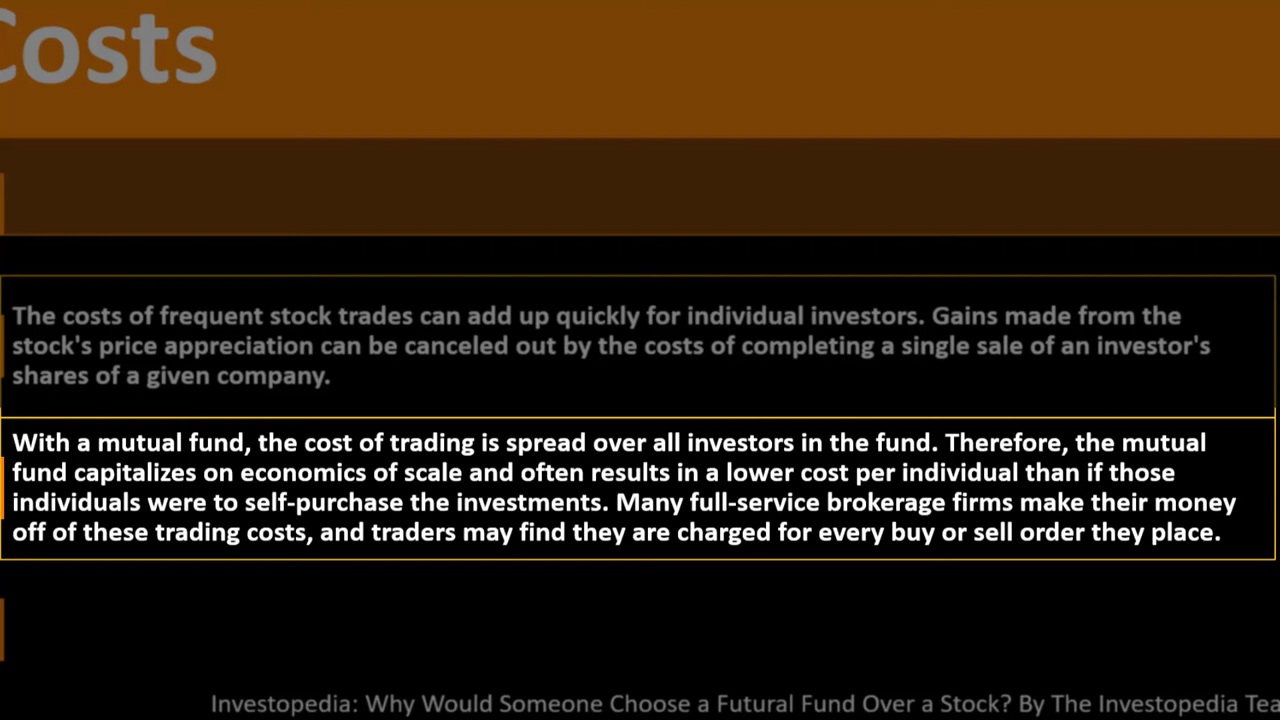 Costs
The costs of frequent stock trades can add up quickly for individual investors. Gains made from the
stock's price appreciation can be canceled out by the costs of completing a single sale of an investor's
shares of a given company.
With a mutual fund, the cost of trading is spread over all investors in the fund. Therefore, the mutual
fund capitalizes on economics of scale and often results in a lower cost per individual than if those
individuals were to self-purchase the investments. Many full-service brokerage firms make their money
off of these trading costs, and traders may find they are charged for every buy or sell order they place.
Investopedia: Why Would Someone Choose a Futural Fund Over a Stock? By The Investopedia Tea